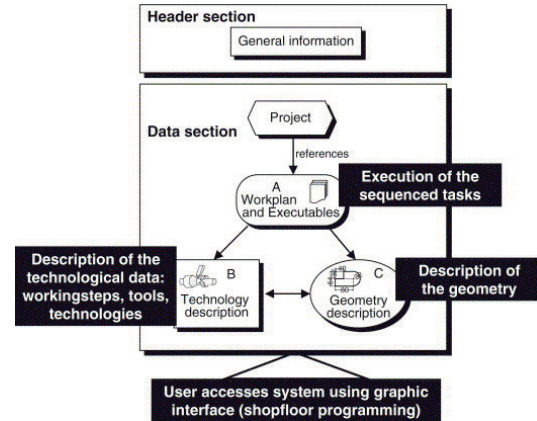 Header section
General information
Project
Data section
references
Execution of the
sequenced tasks
A
Workplan
and Executables
Description of the
technological data:
workingsteps, tools,
technologies
B
Technology
description
C
Geometry
description
Description of
the geometry
User accesses system using graphic
interface (shopfloor programming)